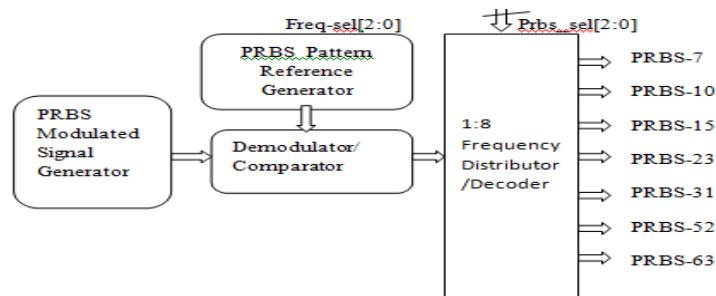 Freq-sel[2:0]
Prbs_sel[2:0]
PRBS Pattern
Reference
Generator
PRBS
Modulated
Signal
Generator
Demodulator/
Comparator
1:8
Frequency
Distributor
/Decoder
PRBS-7
PRBS-10
PRBS-15
PRBS-23
PRBS-31
PRBS-52
PRBS-63